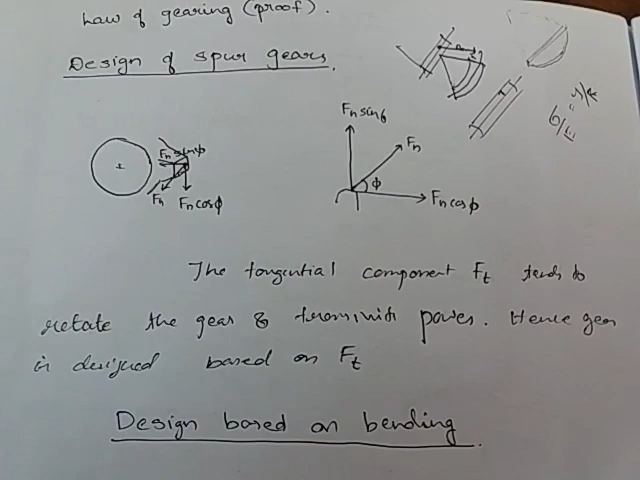 Law of gearing (proof).
Design of spur gears.
Fn sinϕ
Fn
Fn cosϕ
Fn sinϕ
Fn
ϕ
Fn cosϕ
σ/E = y/R
The tangential component Ft tends to
rotate the gear & transmit power. Hence gear
is designed based on Ft
Design based on bending.